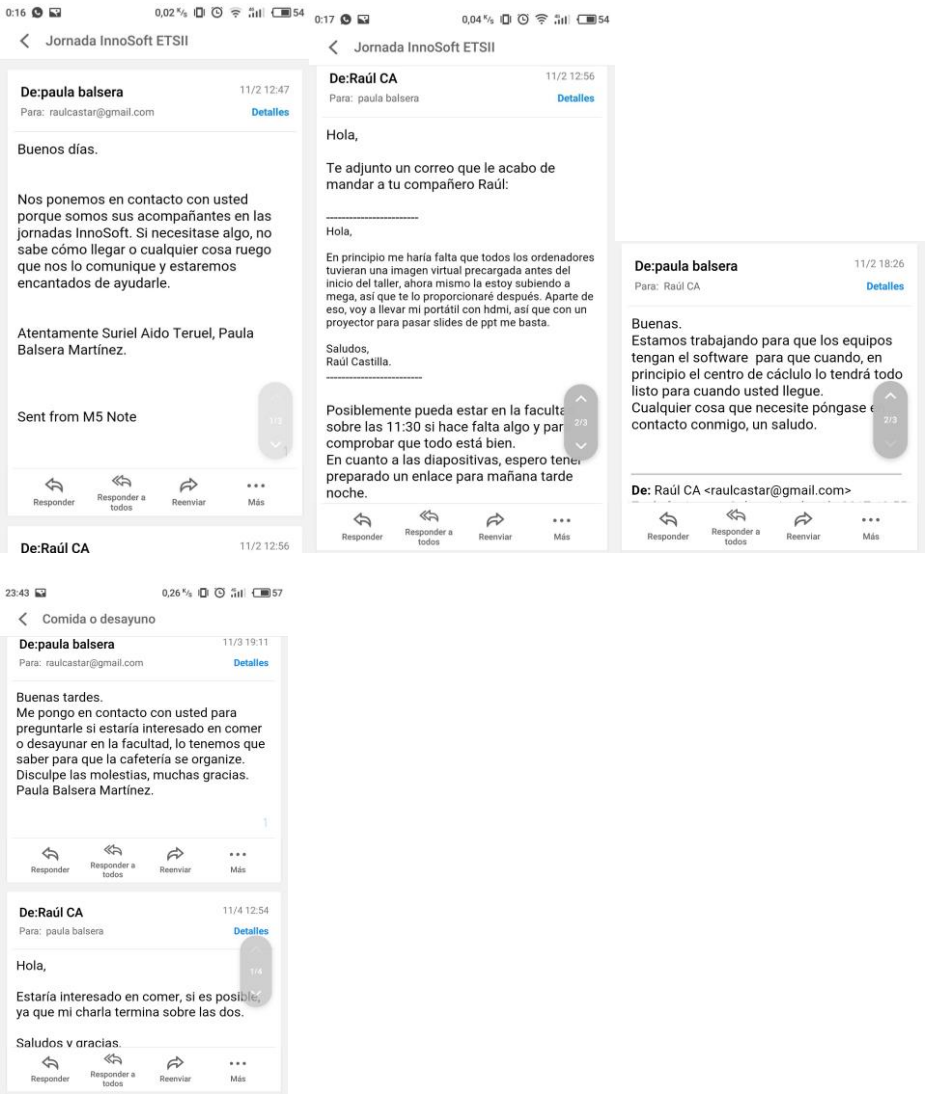 0:16 0,02 K/s 54
Jornada InnoSoft ETSII
De:paula balsera 11/2 12:47
Para: raulcastar@gmail.com Detalles
Buenos días.
Nos ponemos en contacto con usted
porque somos sus acompañantes en las
jornadas InnoSoft. Si necesitase algo, no
sabe cómo llegar o cualquier cosa ruego
que nos lo comunique y estaremos
encantados de ayudarle.
Atentamente Suriel Aido Teruel, Paula
Balsera Martínez.
Sent from M5 Note
1/3
1
Responder Responder a todos Reenviar Más
De:Raúl CA 11/2 12:56
0:17 0,04 K/s 54
Jornada InnoSoft ETSII
De:Raúl CA 11/2 12:56
Para: paula balsera Detalles
Hola,
Te adjunto un correo que le acabo de
mandar a tu compañero Raúl:
------------------------
Hola,
En principio me haría falta que todos los ordenadores
tuvieran una imagen virtual precargada antes del
inicio del taller, ahora mismo la estoy subiendo a
mega, así que te lo proporcionaré después. Aparte de
eso, voy a llevar mi portátil con hdmi, así que con un
proyector para pasar slides de ppt me basta.
Saludos,
Raúl Castilla.
------------------------
Posiblemente pueda estar en la faculta
sobre las 11:30 si hace falta algo y par
comprobar que todo está bien.
En cuanto a las diapositivas, espero tener
preparado un enlace para mañana tarde
noche.
2/3
Responder Responder a todos Reenviar Más
De:paula balsera 11/2 18:26
Para: Raúl CA Detalles
Buenas.
Estamos trabajando para que los equipos
tengan el software para que cuando, en
principio el centro de cáclulo lo tendrá todo
listo para cuando usted llegue.
Cualquier cosa que necesite póngase e
contacto conmigo, un saludo.
2/3
De: Raúl CA <raulcastar@gmail.com>
Responder Responder a todos Reenviar Más
23:43 0,26 K/s 57
Comida o desayuno
De:paula balsera 11/3 19:11
Para: raulcastar@gmail.com Detalles
Buenas tardes.
Me pongo en contacto con usted para
preguntarle si estaría interesado en comer
o desayunar en la facultad, lo tenemos que
saber para que la cafetería se organize.
Disculpe las molestias, muchas gracias.
Paula Balsera Martínez.
1
Responder Responder a todos Reenviar Más
De:Raúl CA 11/4 12:54
Para: paula balsera Detalles
Hola,
1/4
Estaría interesado en comer, si es posible,
ya que mi charla termina sobre las dos.
Saludos y gracias.
Responder Responder a todos Reenviar Más